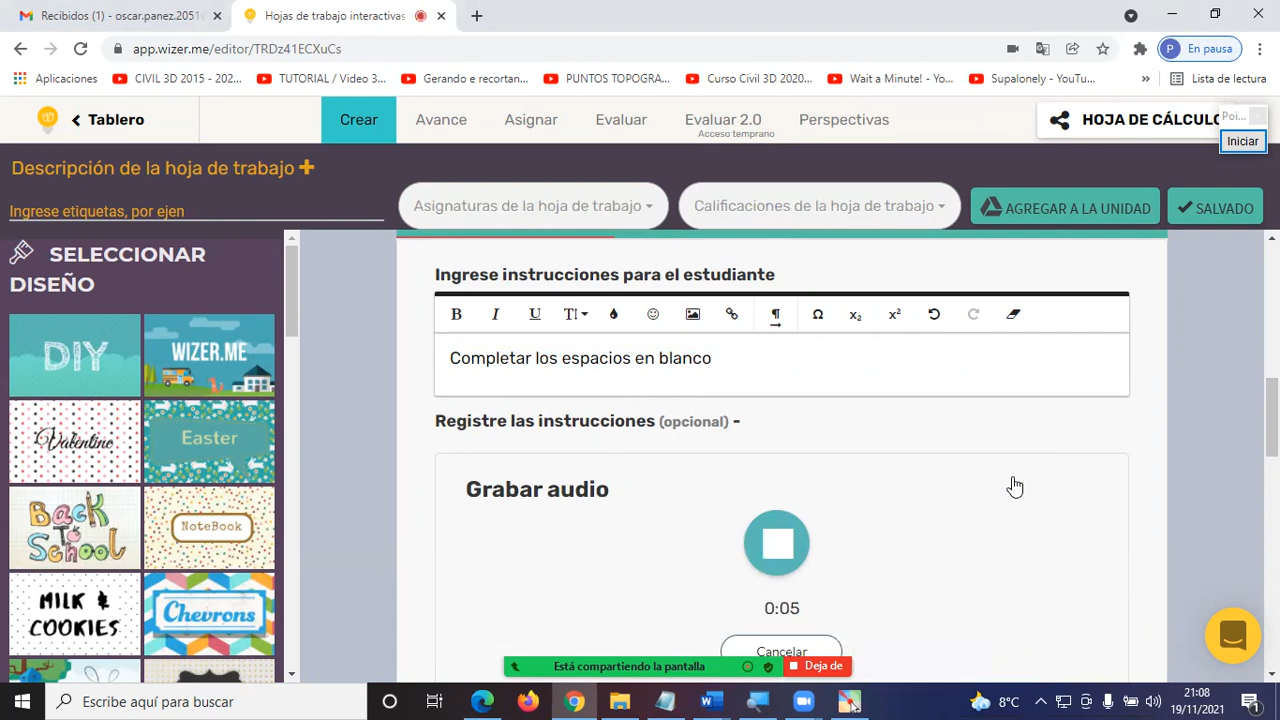 Recibidos (1) - oscar.panez.2051
Hojas de trabajo interactivas
app.wizer.me/editor/TRDz41ECXuCs
P En pausa
Aplicaciones
CIVIL 3D 2015 - 202...
TUTORIAL / Video 3...
Gerando e recortan...
PUNTOS TOPOGRA...
Curso Civil 3D 2020...
Wait a Minute! - Yo...
Supalonely - YouTu...
»
Lista de lectura
Tablero
Crear
Avance
Asignar
Evaluar
Evaluar 2.0
Acceso temprano
Perspectivas
HOJA DE CÁLCULO
Poi...
Iniciar
Descripción de la hoja de trabajo +
Ingrese etiquetas, por ejen
Asignaturas de la hoja de trabajo
Calificaciones de la hoja de trabajo
AGREGAR A LA UNIDAD
SALVADO
SELECCIONAR
DISEÑO
DIY
WIZER.ME
Valentine
Easter
Back
To
School
NoteBook
MILK &
COOKIES
Chevrons
Ingrese instrucciones para el estudiante
B I U T!
Ω x₂ x²
Completar los espacios en blanco
Registre las instrucciones (opcional) -
Grabar audio
0:05
Cancelar
Está compartiendo la pantalla
Deja de
Escribe aquí para buscar
8°C
21:08
19/11/2021
1